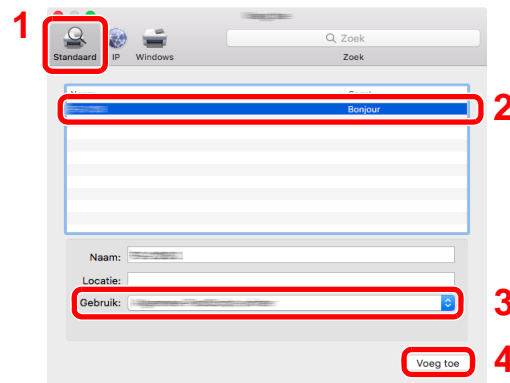 1
Q Zoek
Standaard IP Windows Zoek
Bonjour
2
Naam:
Locatie:
Gebruik:
3
Voeg toe
4